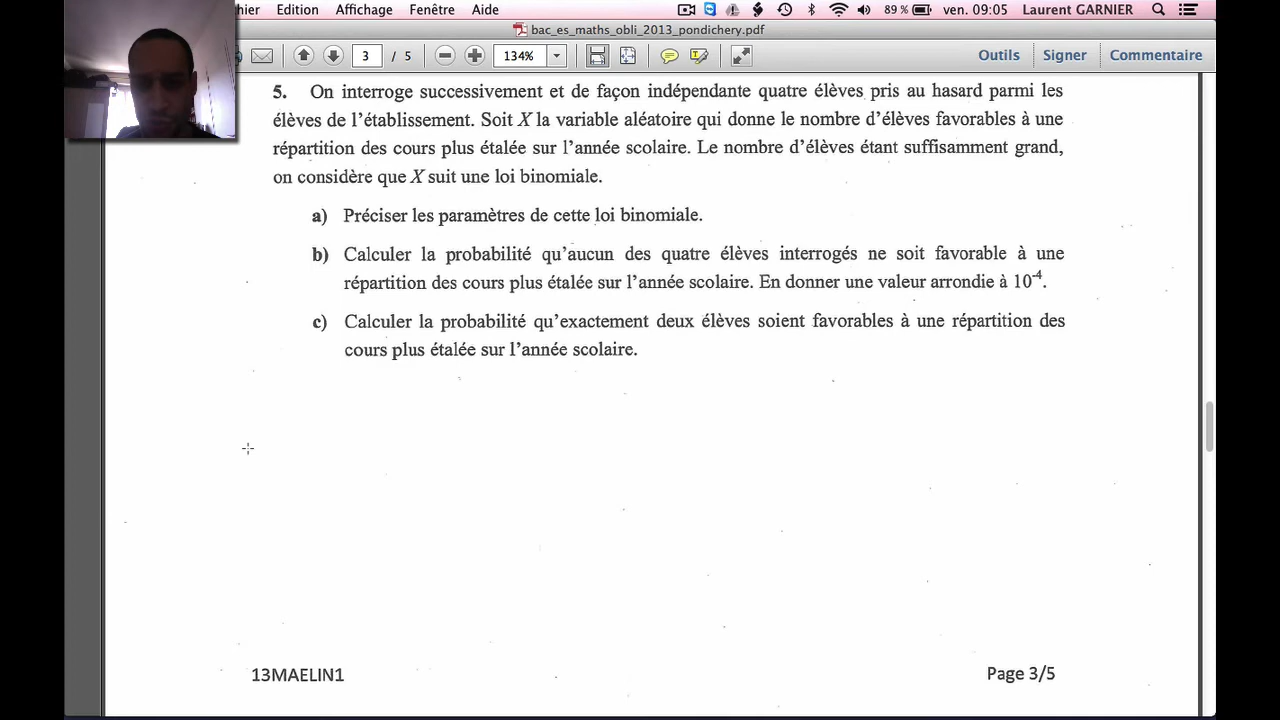 hier Edition Affichage Fenêtre Aide 89 % ven. 09:05 Laurent GARNIER
bac_es_maths_obli_2013_pondichery.pdf
3 / 5 134% Outils Signer Commentaire
5. On interroge successivement et de façon indépendante quatre élèves pris au hasard parmi les
élèves de l'établissement. Soit X la variable aléatoire qui donne le nombre d'élèves favorables à une
répartition des cours plus étalée sur l'année scolaire. Le nombre d'élèves étant suffisamment grand,
on considère que X suit une loi binomiale.
a) Préciser les paramètres de cette loi binomiale.
b) Calculer la probabilité qu'aucun des quatre élèves interrogés ne soit favorable à une
répartition des cours plus étalée sur l'année scolaire. En donner une valeur arrondie à 10⁻⁴.
c) Calculer la probabilité qu'exactement deux élèves soient favorables à une répartition des
cours plus étalée sur l'année scolaire.
13MAELIN1 Page 3/5